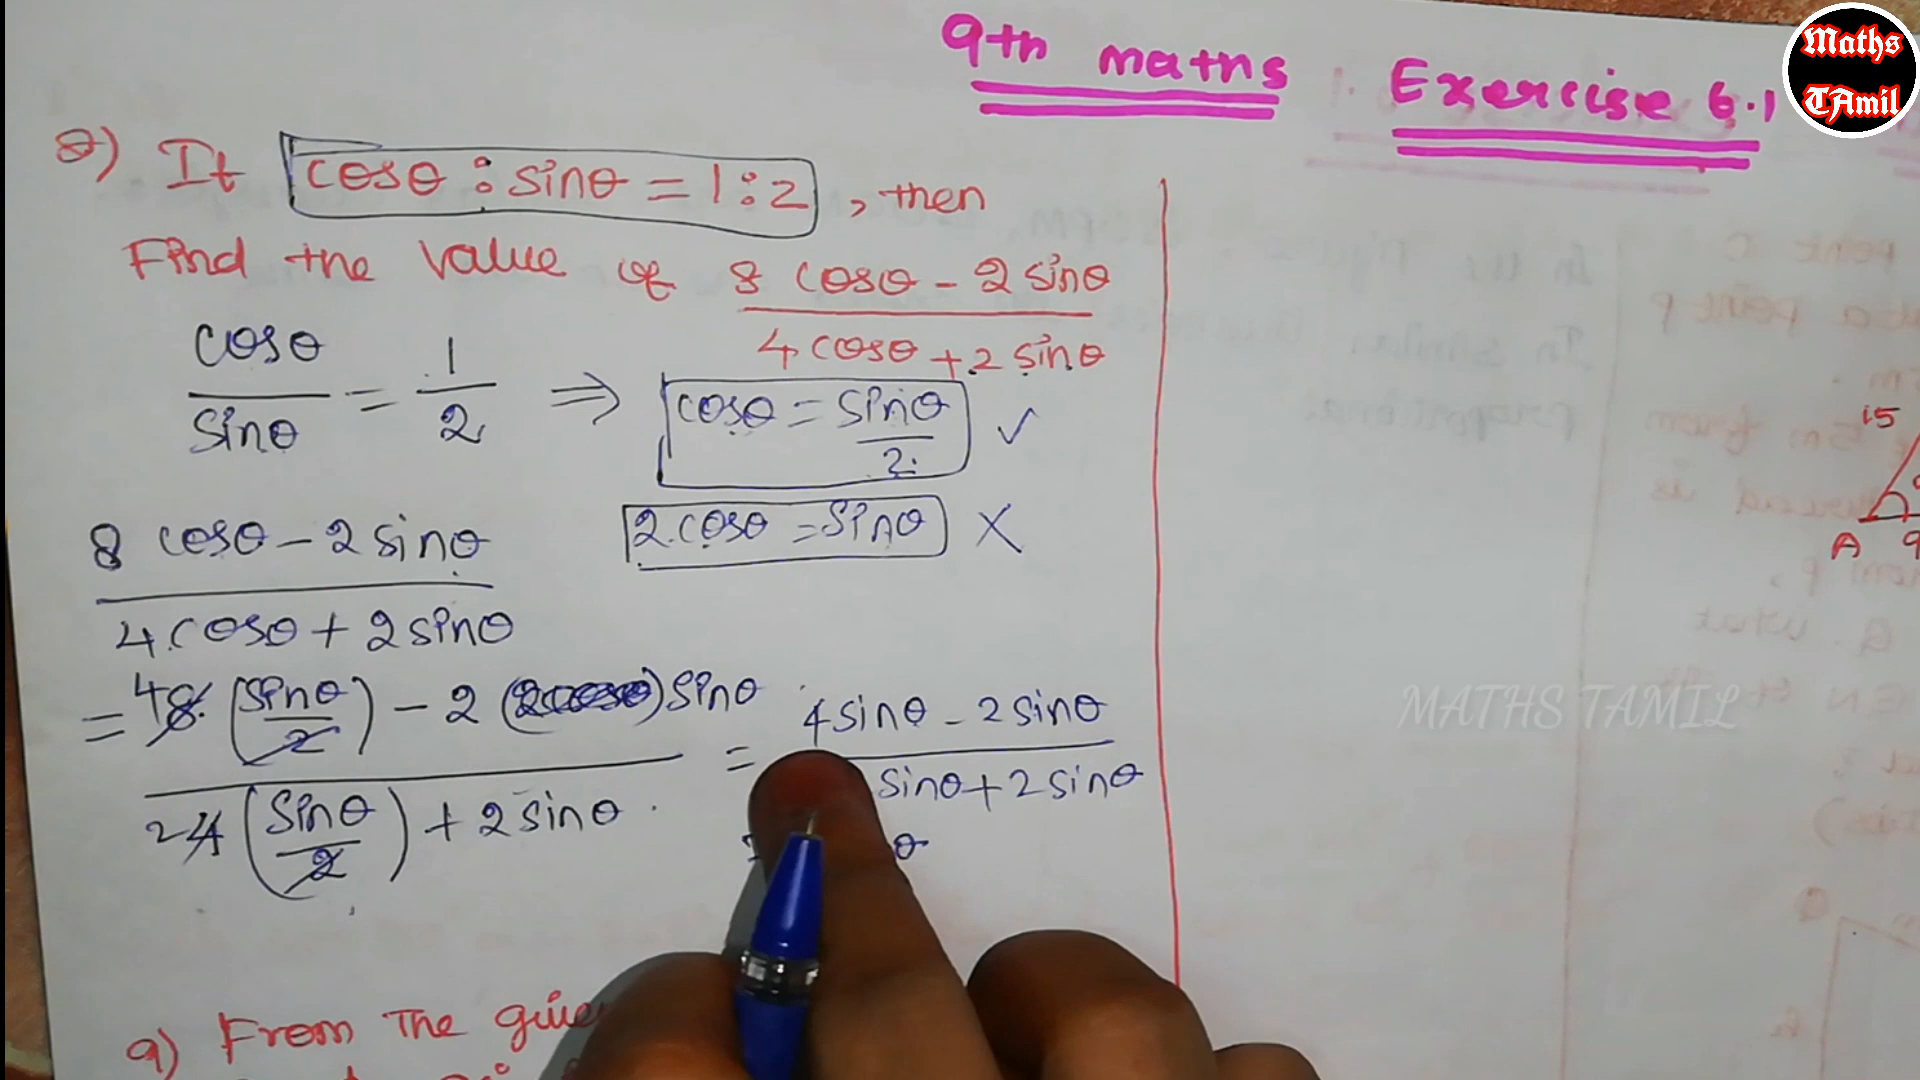 9th maths Exercise 6.1
Maths
TAmil
8) If cosθ : sinθ = 1:2, then
Find the value of 8 cosθ - 2 sinθ
4 cosθ + 2 sinθ
cosθ
sinθ
= 1
2
⇒ cosθ = sinθ
2
✓
2 cosθ = sinθ ✗
8 cosθ - 2 sinθ
4 cosθ + 2 sinθ
= 4 8 (sinθ
2) - 2 ( ) sinθ
2 4 (sinθ
2) + 2 sinθ
= 4 sinθ - 2 sinθ
sinθ + 2 sinθ
θ
MATHS TAMIL
15
A 9
9) From The